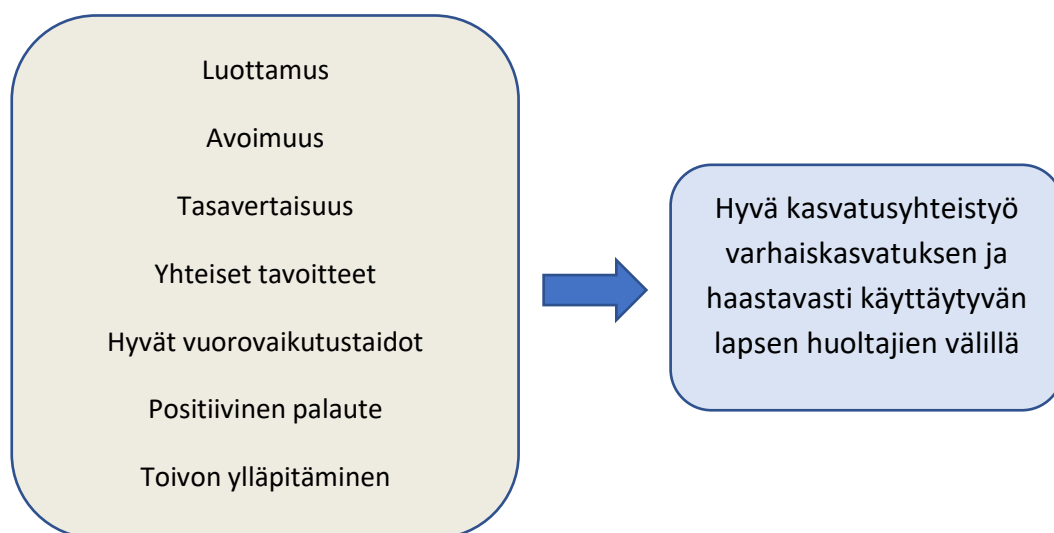 Luottamus
Avoimuus
Tasavertaisuus
Yhteiset tavoitteet
Hyvät vuorovaikutustaidot
Positiivinen palaute
Toivon ylläpitäminen
Hyvä kasvatusyhteistyö
varhaiskasvatuksen ja
haastavasti käyttäytyvän
lapsen huoltajien välillä